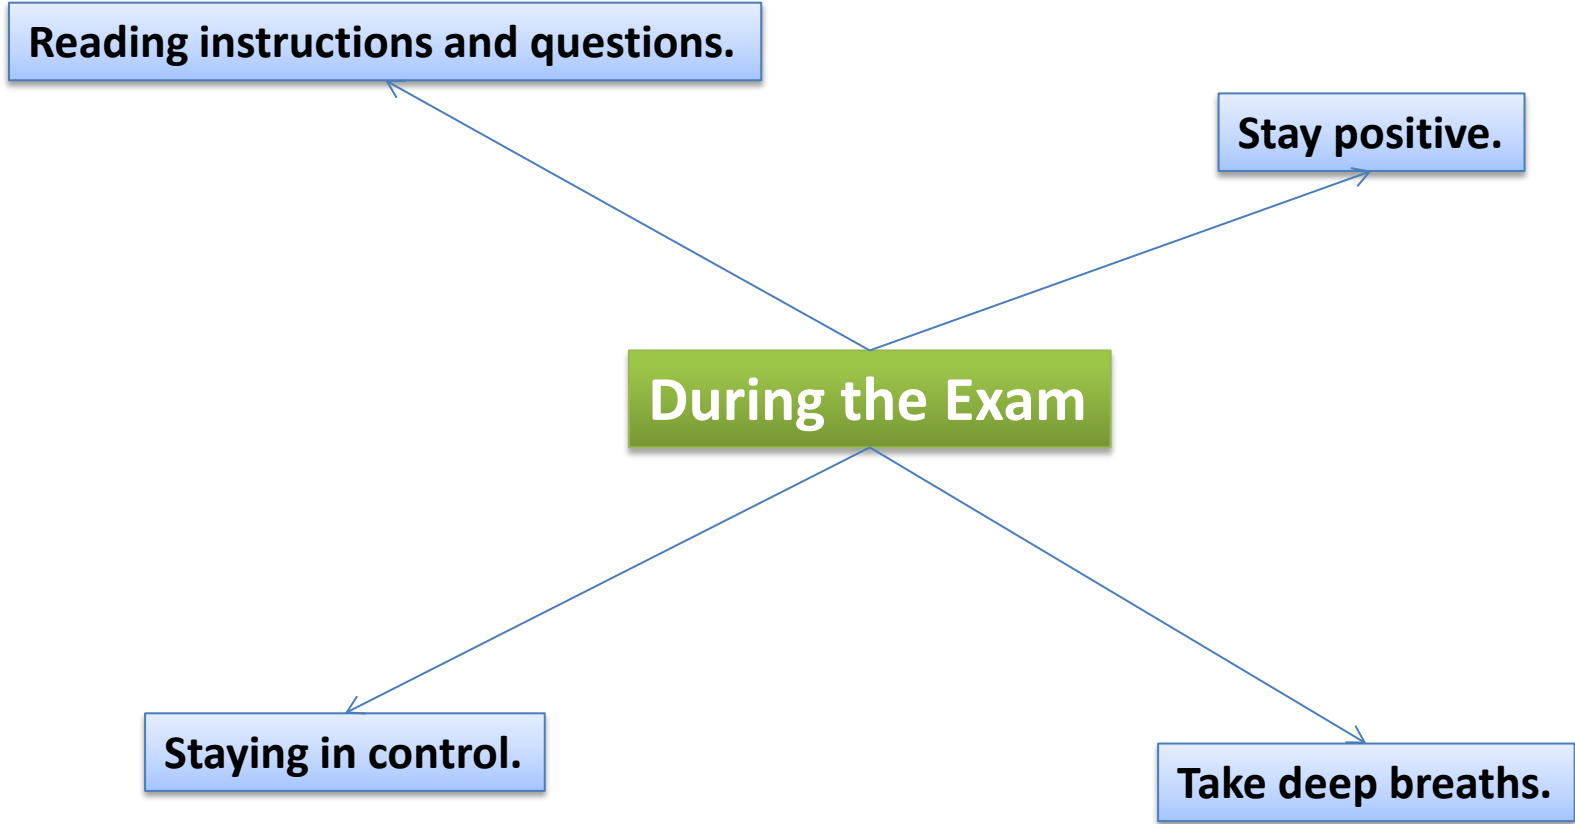 Reading instructions and questions.
Stay positive.
During the Exam
Staying in control.
Take deep breaths.